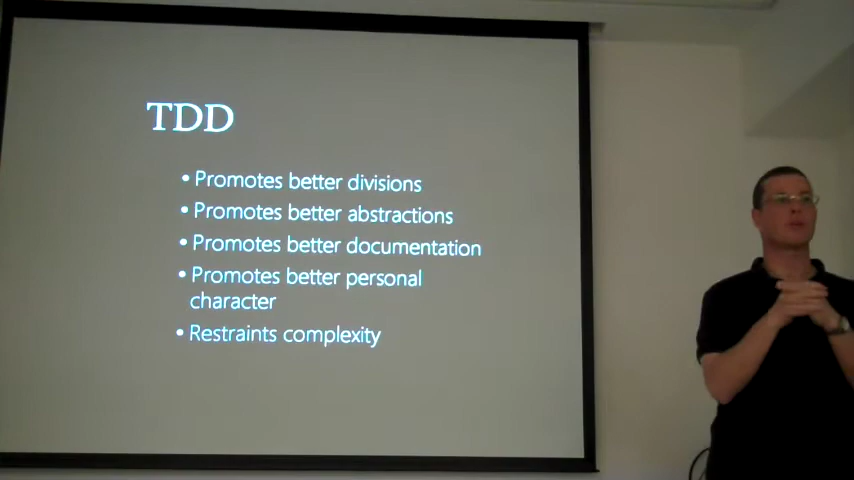 TDD
• Promotes better divisions
• Promotes better abstractions
• Promotes better documentation
• Promotes better personal
character
• Restraints complexity